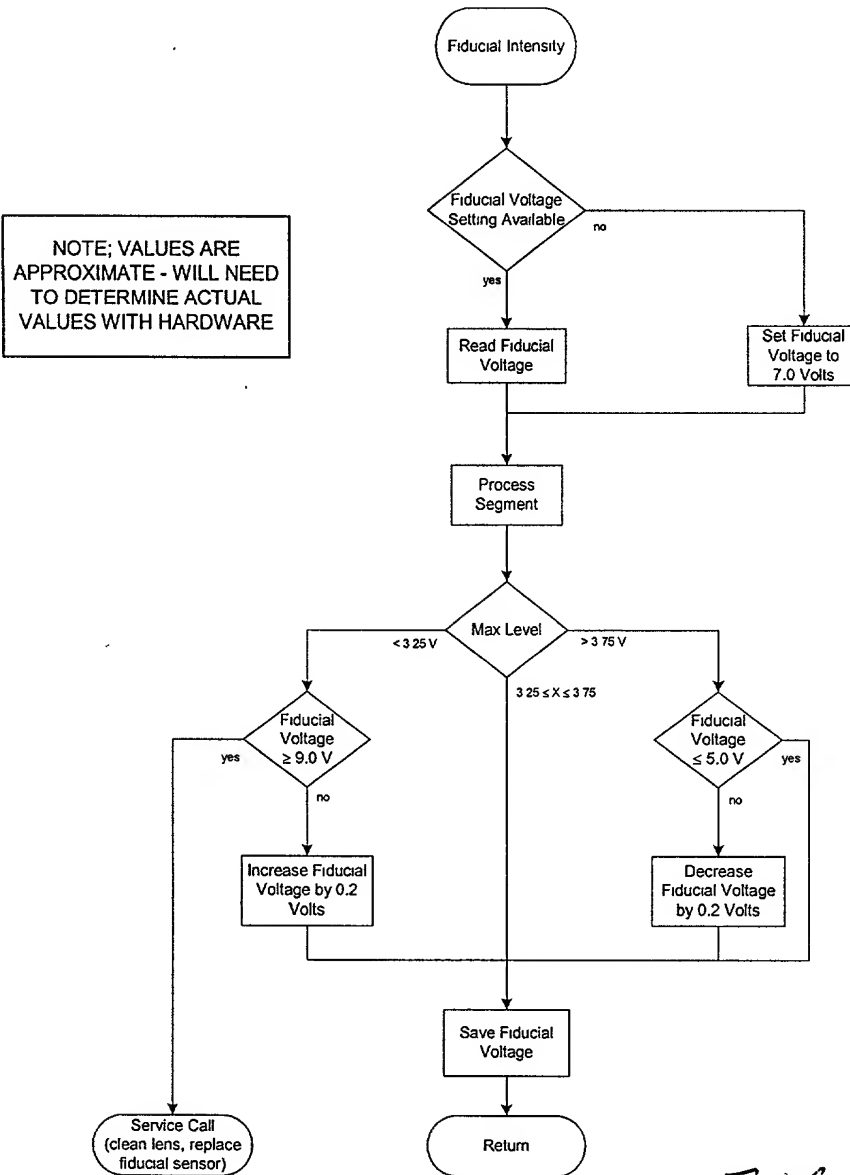 Fiducial Intensity
Fiducial Voltage
Setting Available
no
yes
NOTE; VALUES ARE
APPROXIMATE - WILL NEED
TO DETERMINE ACTUAL
VALUES WITH HARDWARE
Read Fiducial
Voltage
Set Fiducial
Voltage to
7.0 Volts
Process
Segment
Max Level
< 3 25 V
> 3 75 V
3 25 ≤ X ≤ 3 75
Fiducial
Voltage
≥ 9.0 V
yes
no
Fiducial
Voltage
≤ 5.0 V
yes
no
Increase Fiducial
Voltage by 0.2
Volts
Decrease
Fiducial Voltage
by 0.2 Volts
Save Fiducial
Voltage
Service Call
(clean lens, replace
fiducial sensor)
Return